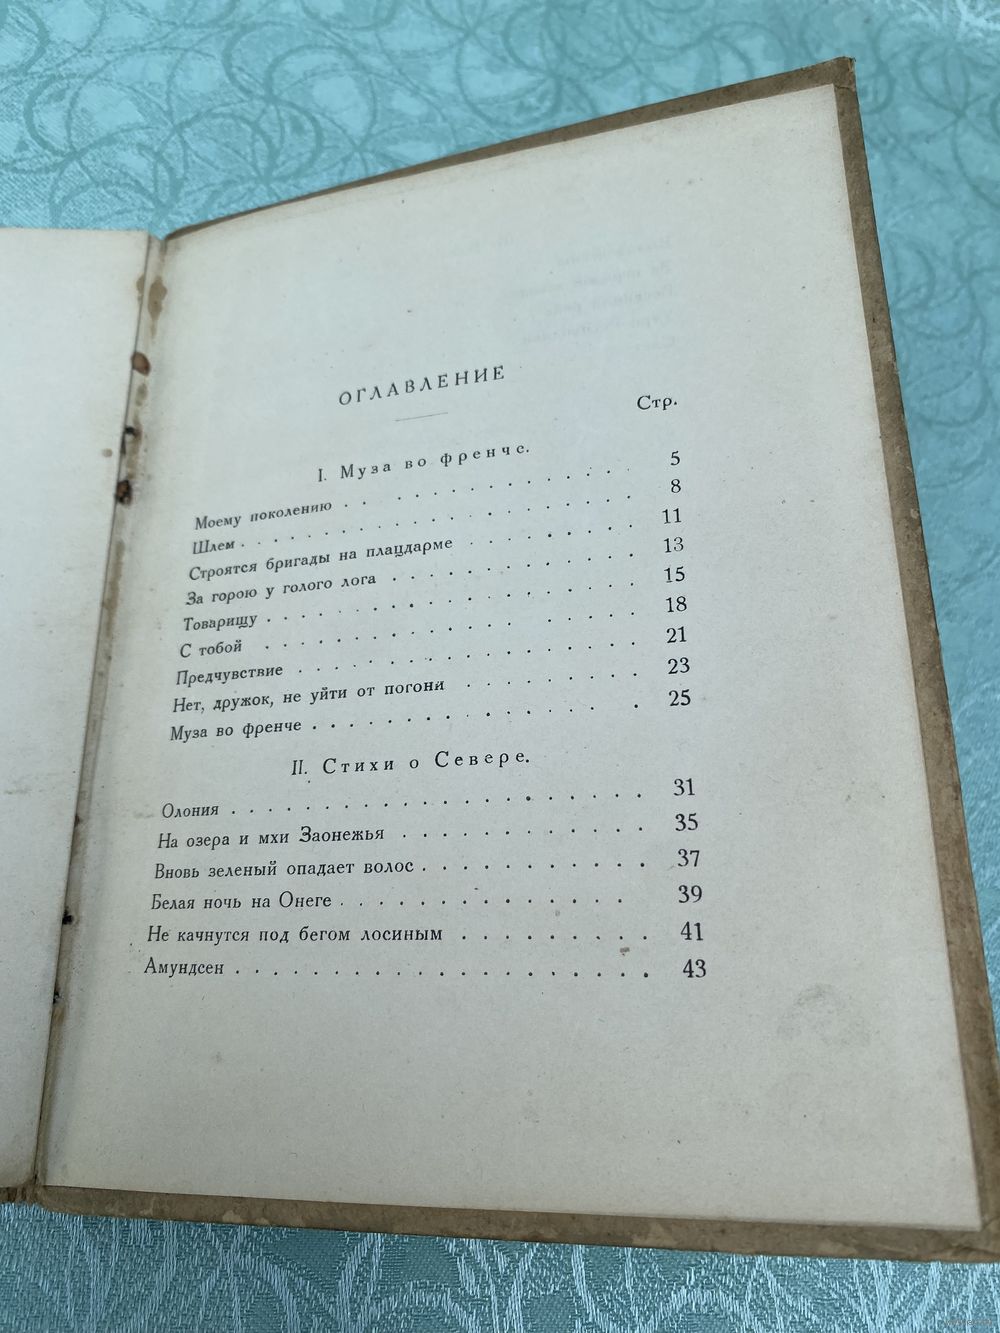 ОГЛАВЛЕНИЕ
Стр.
I. Муза во френче.
Моему поколению . . . . . . . . . . . . 5
Шлем . . . . . . . . . . . . . . . . 8
Строятся бригады на плацдарме . . . . . . . 11
За горою у голого лога . . . . . . . . . . 13
Товарищу . . . . . . . . . . . . . . . 15
С тобой . . . . . . . . . . . . . . . 18
Предчувствие . . . . . . . . . . . . . . 21
Нет, дружок, не уйти от погони . . . . . . . 23
Муза во френче . . . . . . . . . . . . . 25
II. Стихи о Севере.
Олония . . . . . . . . . . . . . . . . 31
На озера и мхи Заонежья . . . . . . . . . . 35
Вновь зеленый опадает волос . . . . . . . . . 37
Белая ночь на Онеге . . . . . . . . . . . . 39
Не качнутся под бегом лосиным . . . . . . . . 41
Амундсен . . . . . . . . . . . . . . . . 43